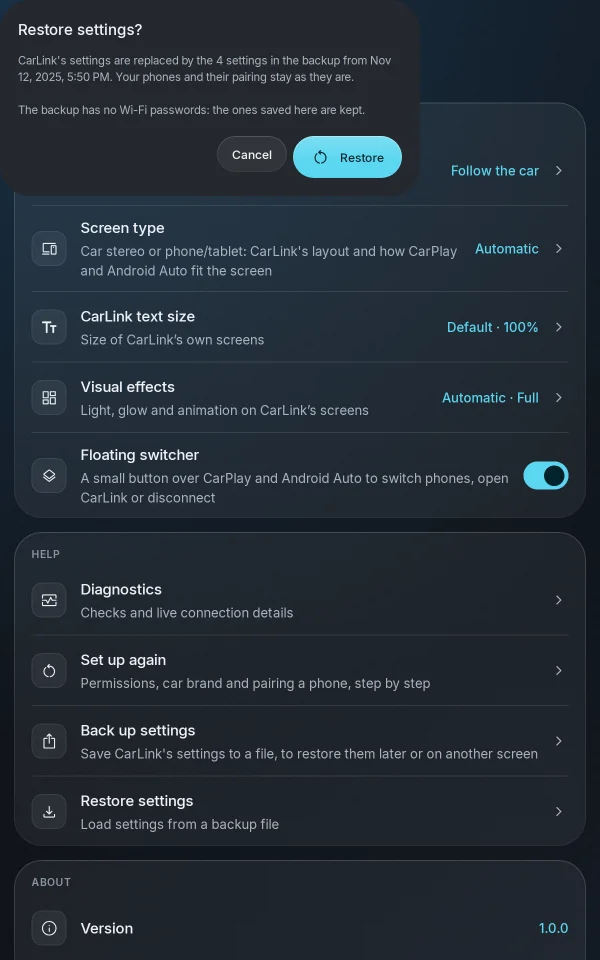 Restore settings?
CarLink's settings are replaced by the 4 settings in the backup from Nov
12, 2025, 5:50 PM. Your phones and their pairing stay as they are.
The backup has no Wi-Fi passwords: the ones saved here are kept.
Cancel
Restore
Follow the car
Screen type
Car stereo or phone/tablet: CarLink's layout and how CarPlay
and Android Auto fit the screen
Automatic
CarLink text size
Size of CarLink’s own screens
Default · 100%
Visual effects
Light, glow and animation on CarLink’s screens
Automatic · Full
Floating switcher
A small button over CarPlay and Android Auto to switch phones, open
CarLink or disconnect
HELP
Diagnostics
Checks and live connection details
Set up again
Permissions, car brand and pairing a phone, step by step
Back up settings
Save CarLink's settings to a file, to restore them later or on another screen
Restore settings
Load settings from a backup file
ABOUT
Version
1.0.0